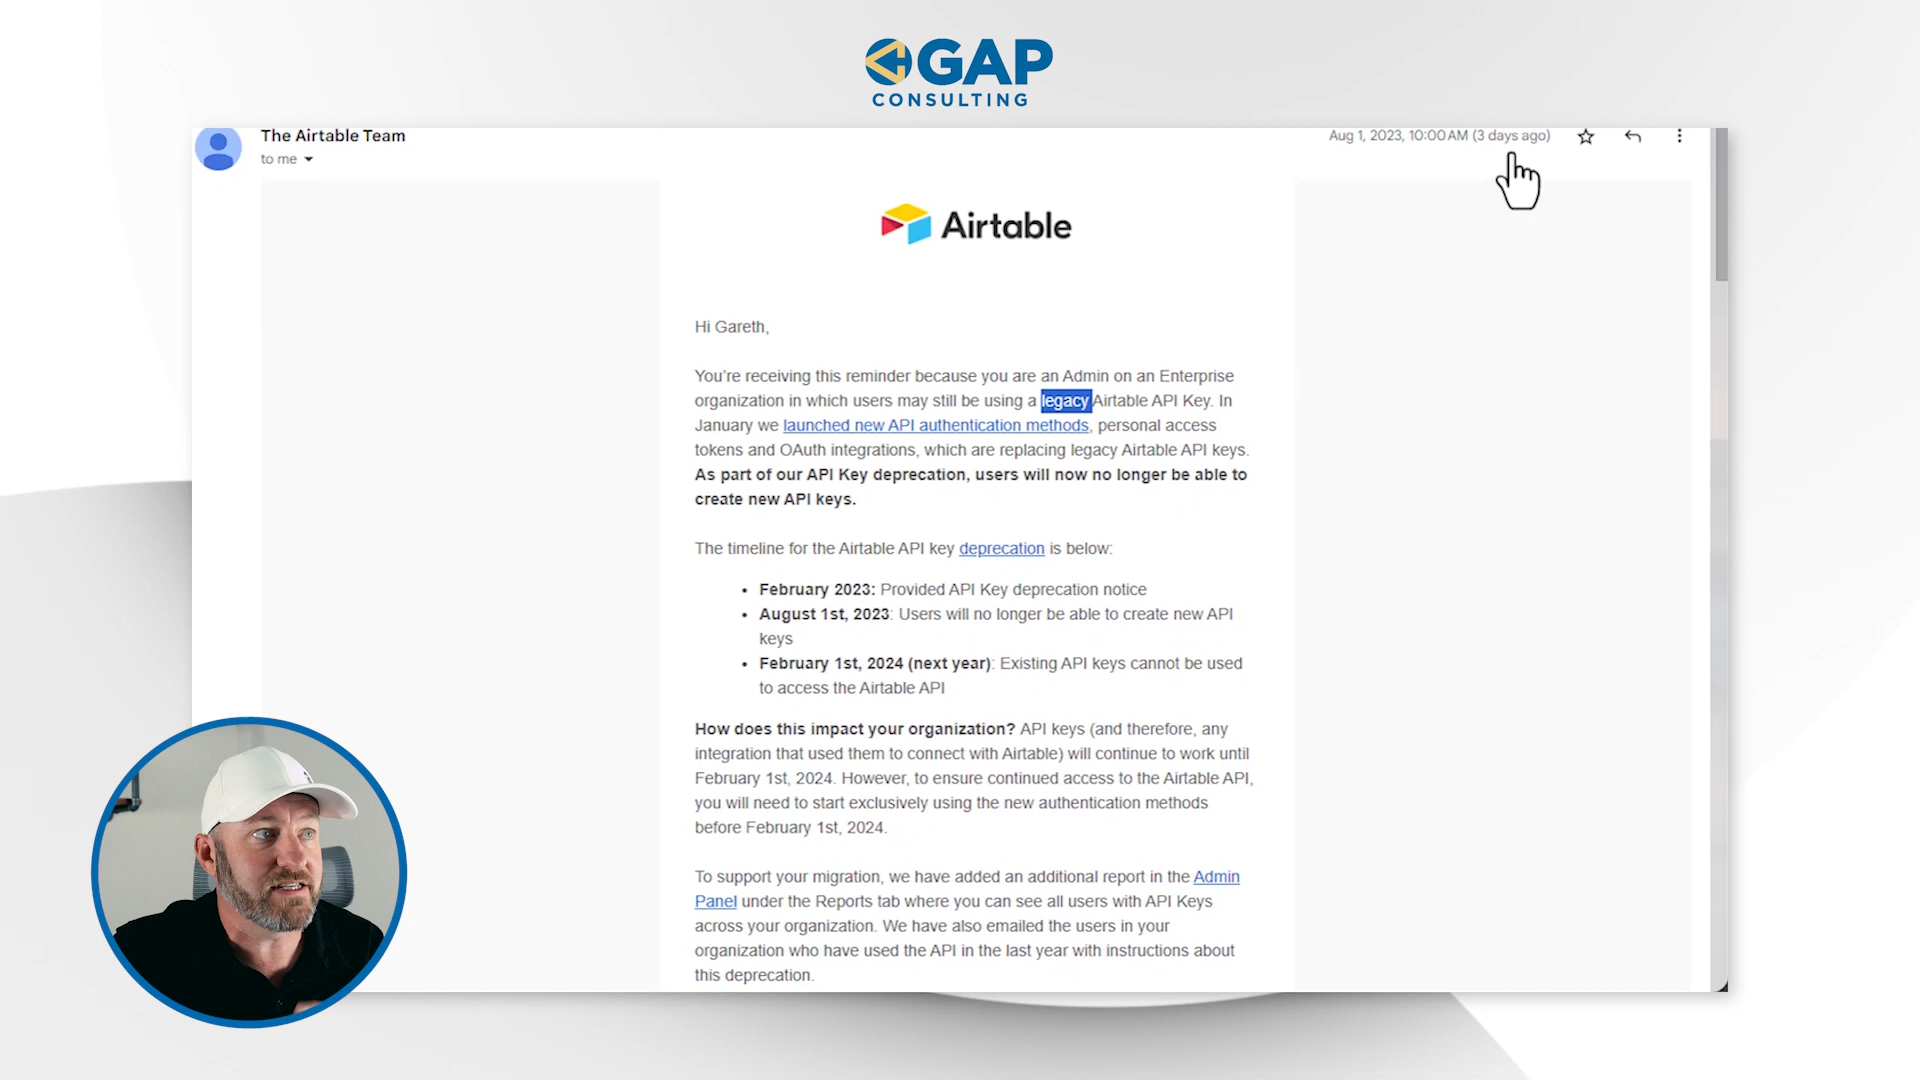 GAP
CONSULTING
The Airtable Team
Aug 1, 2023, 10:00 AM (3 days ago)
to me
Airtable
Hi Gareth,
You're receiving this reminder because you are an Admin on an Enterprise
organization in which users may still be using a legacy Airtable API Key. In
January we launched new API authentication methods, personal access
tokens and OAuth integrations, which are replacing legacy Airtable API keys.
As part of our API Key deprecation, users will now no longer be able to
create new API keys.
The timeline for the Airtable API key deprecation is below:
• February 2023: Provided API Key deprecation notice
• August 1st, 2023: Users will no longer be able to create new API
keys
• February 1st, 2024 (next year): Existing API keys cannot be used
to access the Airtable API
How does this impact your organization? API keys (and therefore, any
integration that used them to connect with Airtable) will continue to work until
February 1st, 2024. However, to ensure continued access to the Airtable API,
you will need to start exclusively using the new authentication methods
before February 1st, 2024.
To support your migration, we have added an additional report in the Admin
Panel under the Reports tab where you can see all users with API Keys
across your organization. We have also emailed the users in your
organization who have used the API in the last year with instructions about
this deprecation.